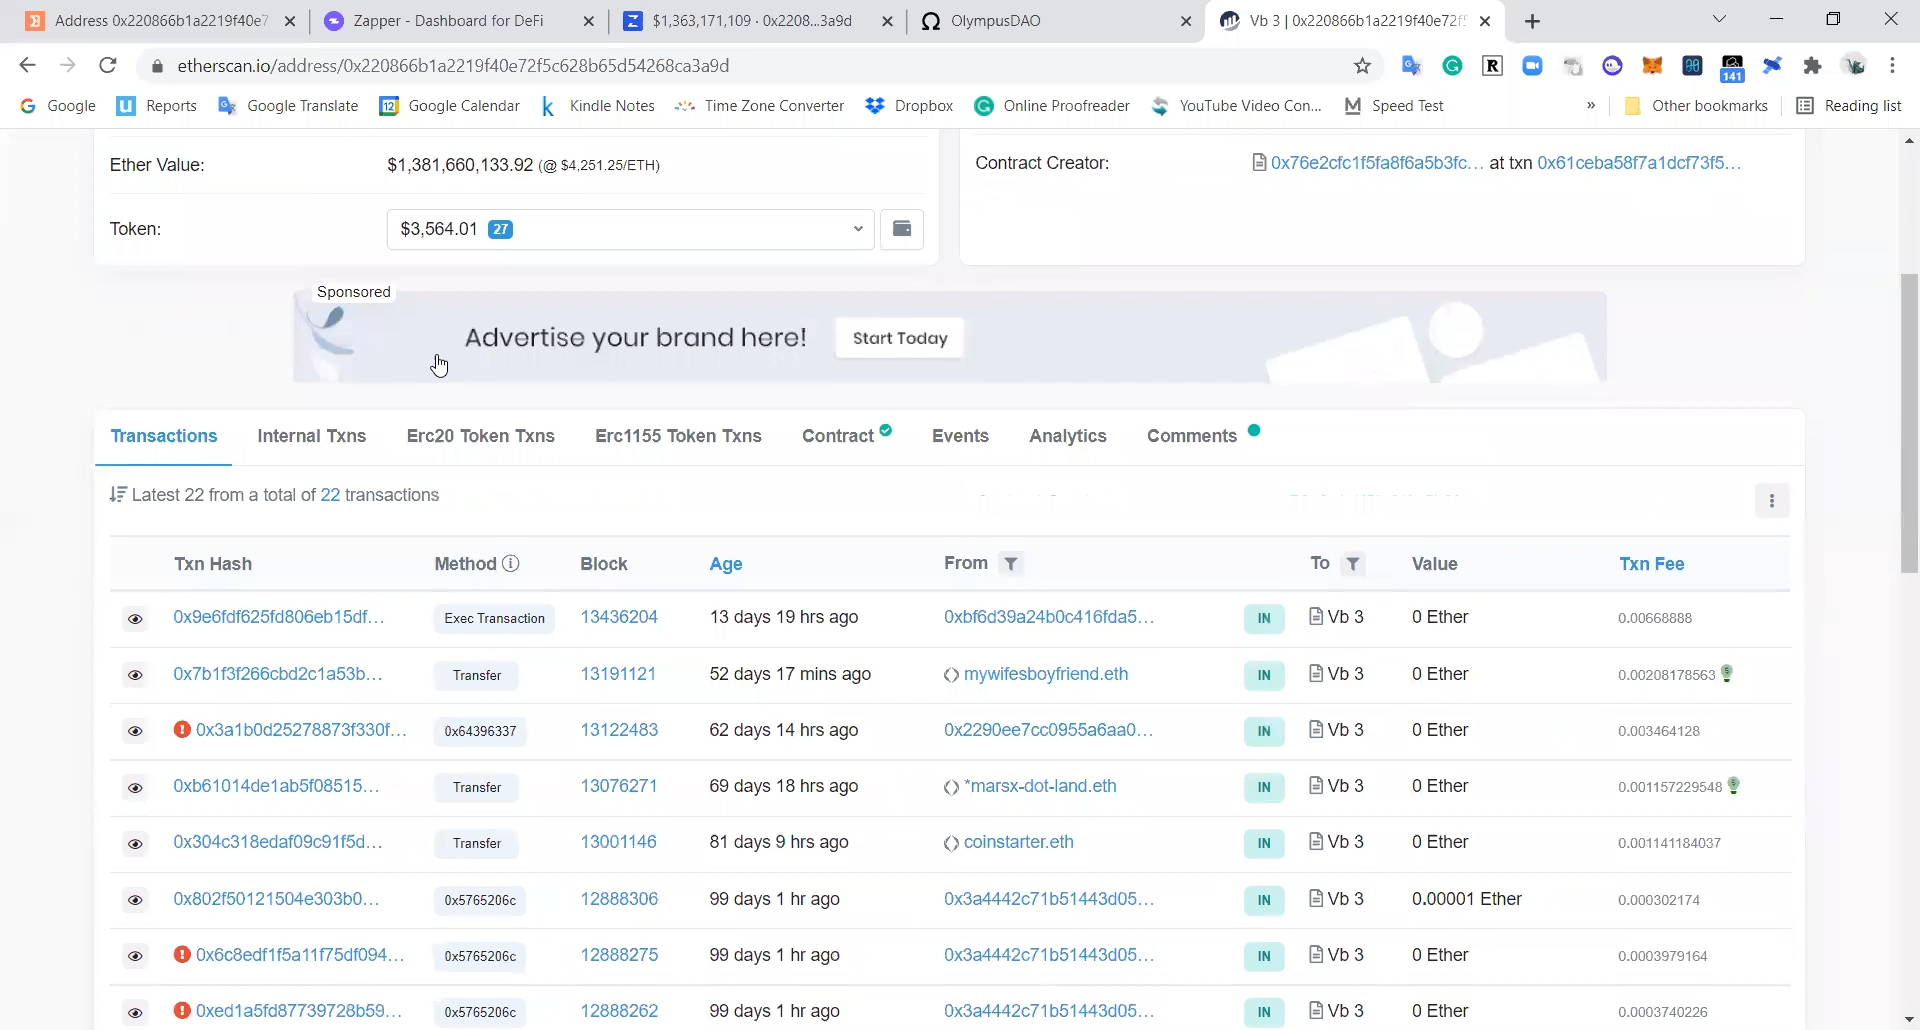 Address 0x220866b1a2219f40e7
Zapper - Dashboard for DeFi
$1,363,171,109 · 0x2208...3a9d
OlympusDAO
Vb 3 | 0x220866b1a2219f40e72f5
etherscan.io/address/0x220866b1a2219f40e72f5c628b65d54268ca3a9d
141
Google
Reports
Google Translate
12 Google Calendar
Kindle Notes
Time Zone Converter
Dropbox
Online Proofreader
YouTube Video Con...
Speed Test
»
Other bookmarks
Reading list
Ether Value:
$1,381,660,133.92 (@ $4,251.25/ETH)
Token:
$3,564.01 27
Contract Creator:
0x76e2cfc1f5fa8f6a5b3fc... at txn 0x61ceba58f7a1dcf73f5...
Sponsored
Advertise your brand here!
Start Today
Transactions Internal Txns Erc20 Token Txns Erc1155 Token Txns Contract Events Analytics Comments
Latest 22 from a total of 22 transactions
Txn Hash Method Block Age From To Value Txn Fee
0x9e6fdf625fd806eb15df... Exec Transaction 13436204 13 days 19 hrs ago 0xbf6d39a24b0c416fda5... IN Vb 3 0 Ether 0.00668888
0x7b1f3f266cbd2c1a53b... Transfer 13191121 52 days 17 mins ago mywifesboyfriend.eth IN Vb 3 0 Ether 0.00208178563
0x3a1b0d25278873f330f... 0x64396337 13122483 62 days 14 hrs ago 0x2290ee7cc0955a6aa0... IN Vb 3 0 Ether 0.003464128
0xb61014de1ab5f08515... Transfer 13076271 69 days 18 hrs ago *marsx-dot-land.eth IN Vb 3 0 Ether 0.001157229548
0x304c318edaf09c91f5d... Transfer 13001146 81 days 9 hrs ago coinstarter.eth IN Vb 3 0 Ether 0.001141184037
0x802f50121504e303b0... 0x5765206c 12888306 99 days 1 hr ago 0x3a4442c71b51443d05... IN Vb 3 0.00001 Ether 0.000302174
0x6c8edf1f5a11f75df094... 0x5765206c 12888275 99 days 1 hr ago 0x3a4442c71b51443d05... IN Vb 3 0 Ether 0.0003979164
0xed1a5fd87739728b59... 0x5765206c 12888262 99 days 1 hr ago 0x3a4442c71b51443d05... IN Vb 3 0 Ether 0.0003740226